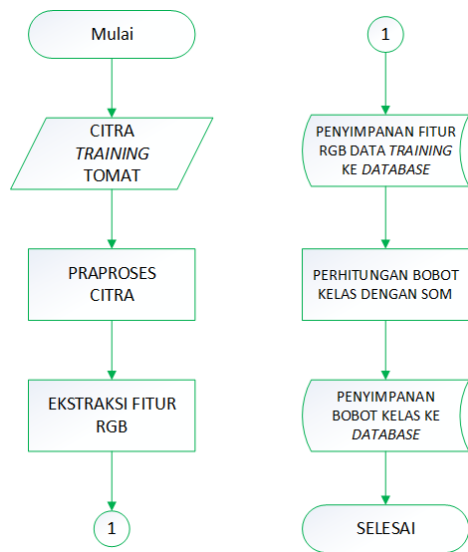 Mulai
CITRA
TRAINING
TOMAT
PRAPROSES
CITRA
EKSTRAKSI FITUR
RGB
1
1
PENYIMPANAN FITUR
RGB DATA TRAINING
KE DATABASE
PERHITUNGAN BOBOT
KELAS DENGAN SOM
PENYIMPANAN
BOBOT KELAS KE
DATABASE
SELESAI